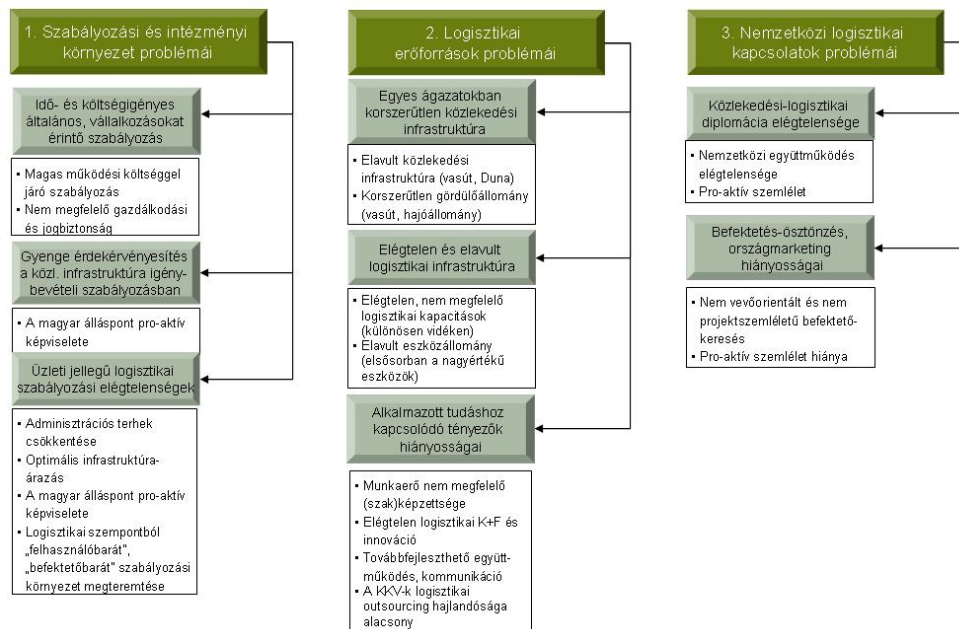 1. Szabályozási és intézményi
környezet problémái
Idő- és költségigényes
általános, vállalkozásokat
érintő szabályozás
▪ Magas működési költséggel
járó szabályozás
▪ Nem megfelelő gazdálkodási
és jogbiztonság
Gyenge érdekérvényesítés
a közl. infrastruktúra igény-
bevételi szabályozásban
▪ A magyar álláspont pro-aktív
képviselete
Üzleti jellegű logisztikai
szabályozási elégtelenségek
▪ Adminisztrációs terhek
csökkentése
▪ Optimális infrastruktúra-
árazás
▪ A magyar álláspont pro-aktív
képviselete
▪ Logisztikai szempontból
„felhasználóbarát”,
„befektetőbarát” szabályozási
környezet megteremtése
2. Logisztikai
erőforrások problémái
Egyes ágazatokban
korszerűtlen közlekedési
infrastruktúra
▪ Elavult közlekedési
infrastruktúra (vasút, Duna)
▪ Korszerűtlen gördülőállomány
(vasút, hajóállomány)
Elégtelen és elavult
logisztikai infrastruktúra
▪ Elégtelen, nem megfelelő
logisztikai kapacitások
(különösen vidéken)
▪ Elavult eszközállomány
(elsősorban a nagyértékű
eszközök)
Alkalmazott tudáshoz
kapcsolódó tényezők
hiányosságai
▪ Munkaerő nem megfelelő
(szak)képzettsége
▪ Elégtelen logisztikai K+F és
innováció
▪ Továbbfejleszthető együtt-
működés, kommunikáció
▪ A KKV-k logisztikai
outsourcing hajlandósága
alacsony
3. Nemzetközi logisztikai
kapcsolatok problémái
Közlekedési-logisztikai
diplomácia elégtelensége
▪ Nemzetközi együttműködés
elégtelensége
▪ Pro-aktív szemlélet
Befektetés-ösztönzés,
országmarketing
hiányosságai
▪ Nem vevőorientált és nem
projektszemléletű befektető-
keresés
▪ Pro-aktív szemlélet hiánya